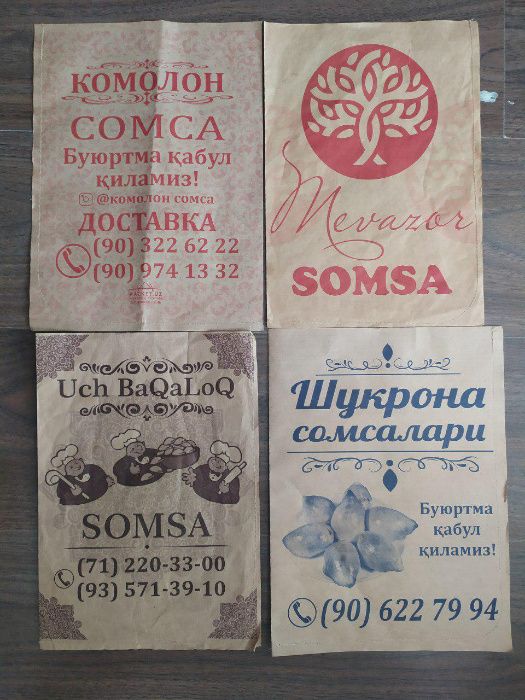 КОМОЛОН
СОМСА
Буюртма қабул
қиламиз!
@комолон сомса
ДОСТАВКА
(90) 322 62 22
(90) 974 13 32
Mevazor
SOMSA
Uch BaQaLoQ
SOMSA
(71) 220-33-00
(93) 571-39-10
Шукрона
сомсалари
Буюртма
қабул
қиламиз!
(90) 622 79 94